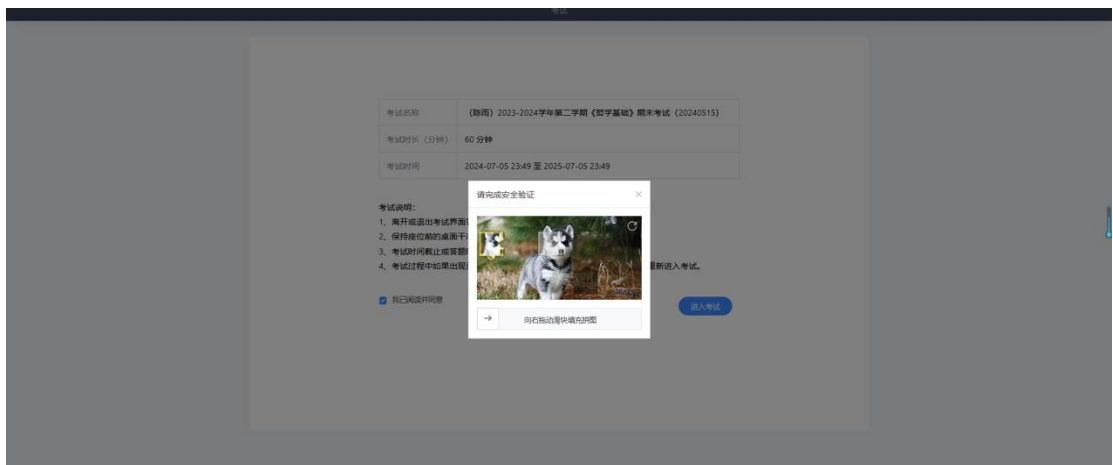 考试
考试名称 （陈雨）2023-2024学年第二学期《哲学基础》期末考试（20240515）
考试时长（分钟） 60 分钟
考试时间 2024-07-05 23:49 至 2025-07-05 23:49
请完成安全验证
考试说明:
1、离开或退出考试界面
2、保持座位前的桌面干
3、考试时间截止或答题
4、考试过程中如果出现 重新进入考试。
我已阅读并同意
进入考试
向右拖动滑块填充拼图